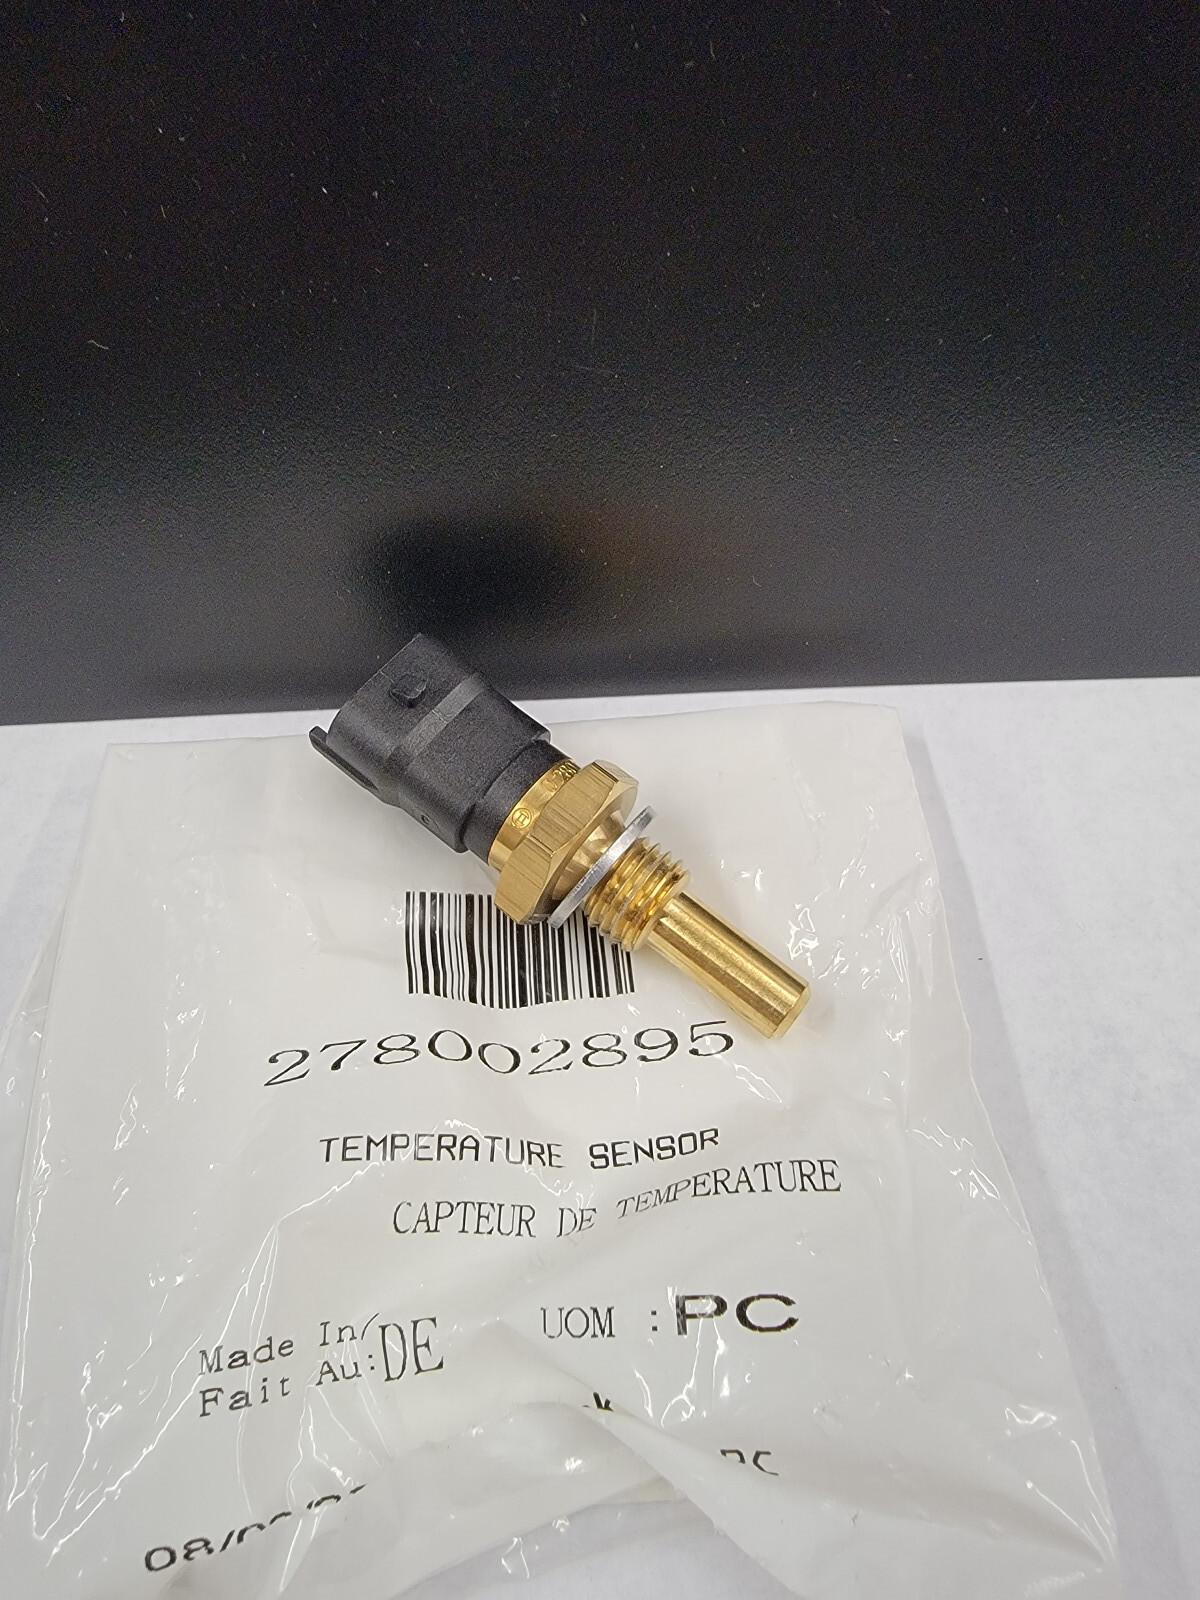 278002895
TEMPERATURE SENSOR
CAPTEUR DE TEMPERATURE
Made In/
Fait Au:DE
UOM : PC